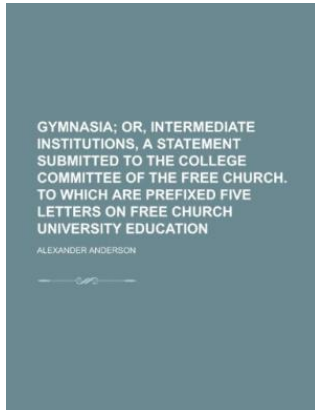 GYMNASIA; OR, INTERMEDIATE
INSTITUTIONS, A STATEMENT
SUBMITTED TO THE COLLEGE
COMMITTEE OF THE FREE CHURCH.
TO WHICH ARE PREFIXED FIVE
LETTERS ON FREE CHURCH
UNIVERSITY EDUCATION
ALEXANDER ANDERSON